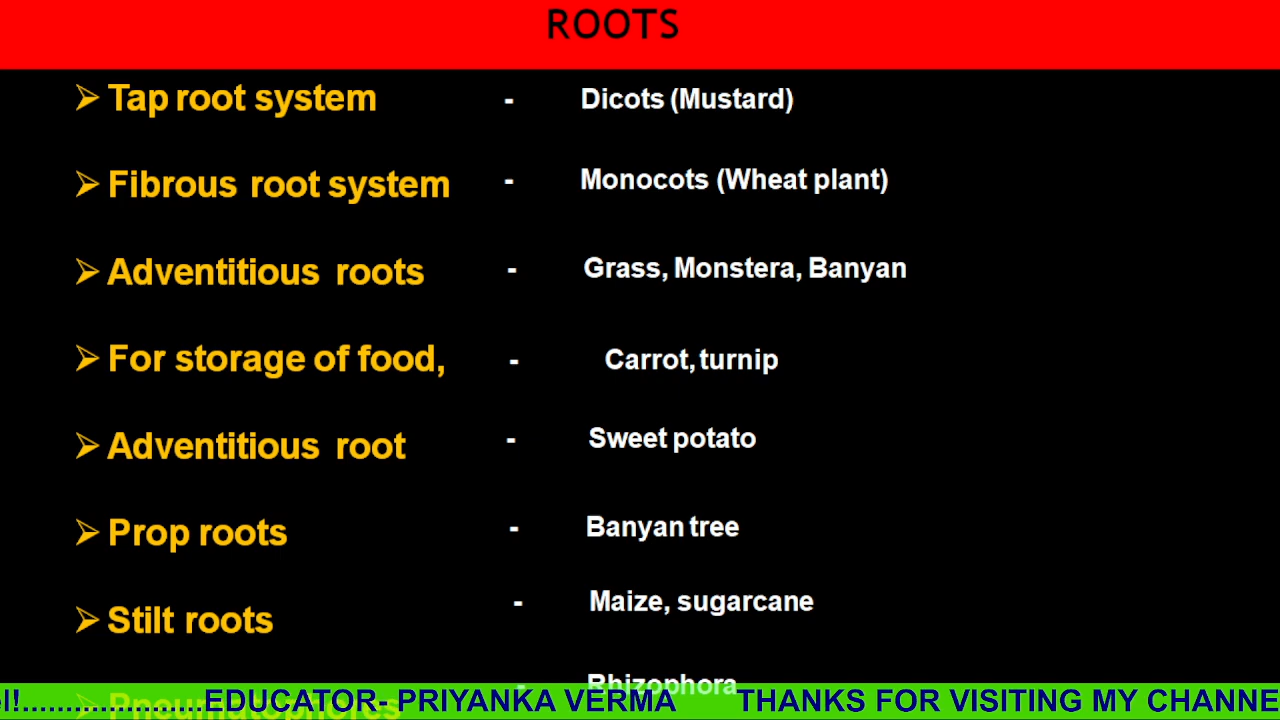 ROOTS
Tap root system - Dicots (Mustard)
Fibrous root system - Monocots (Wheat plant)
Adventitious roots - Grass, Monstera, Banyan
For storage of food, - Carrot, turnip
Adventitious root - Sweet potato
Prop roots - Banyan tree
Stilt roots - Maize, sugarcane
Pneumatophores - Rhizophora
el!.......................EDUCATOR- PRIYANKA VERMA THANKS FOR VISITING MY CHANNE